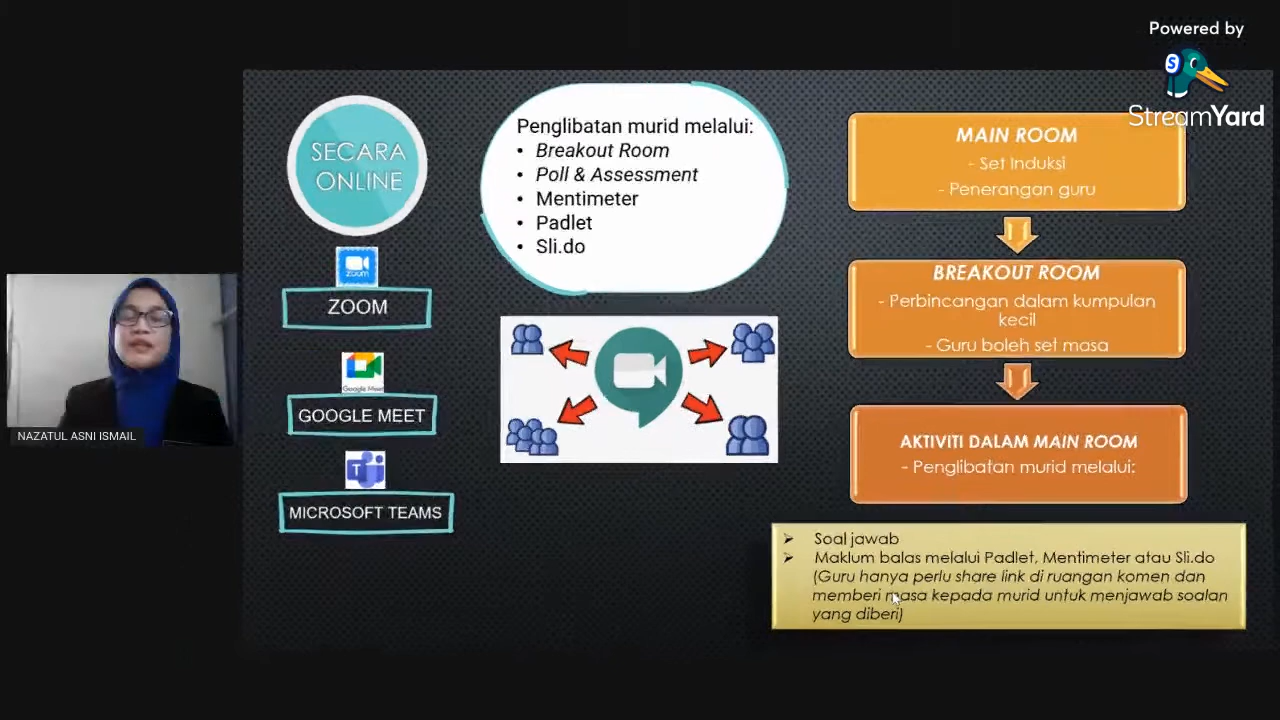 Powered by
StreamYard
SECARA
ONLINE
zoom
ZOOM
Google Meet
GOOGLE MEET
T
MICROSOFT TEAMS
Penglibatan murid melalui:
• Breakout Room
• Poll & Assessment
• Mentimeter
• Padlet
• Sli.do
MAIN ROOM
- Set Induksi
- Penerangan guru
BREAKOUT ROOM
- Perbincangan dalam kumpulan
kecil
- Guru boleh set masa
AKTIVITI DALAM MAIN ROOM
- Penglibatan murid melalui:
➢ Soal jawab
➢ Maklum balas melalui Padlet, Mentimeter atau Sli.do
(Guru hanya perlu share link di ruangan komen dan
memberi masa kepada murid untuk menjawab soalan
yang diberi)
NAZATUL ASNI ISMAIL